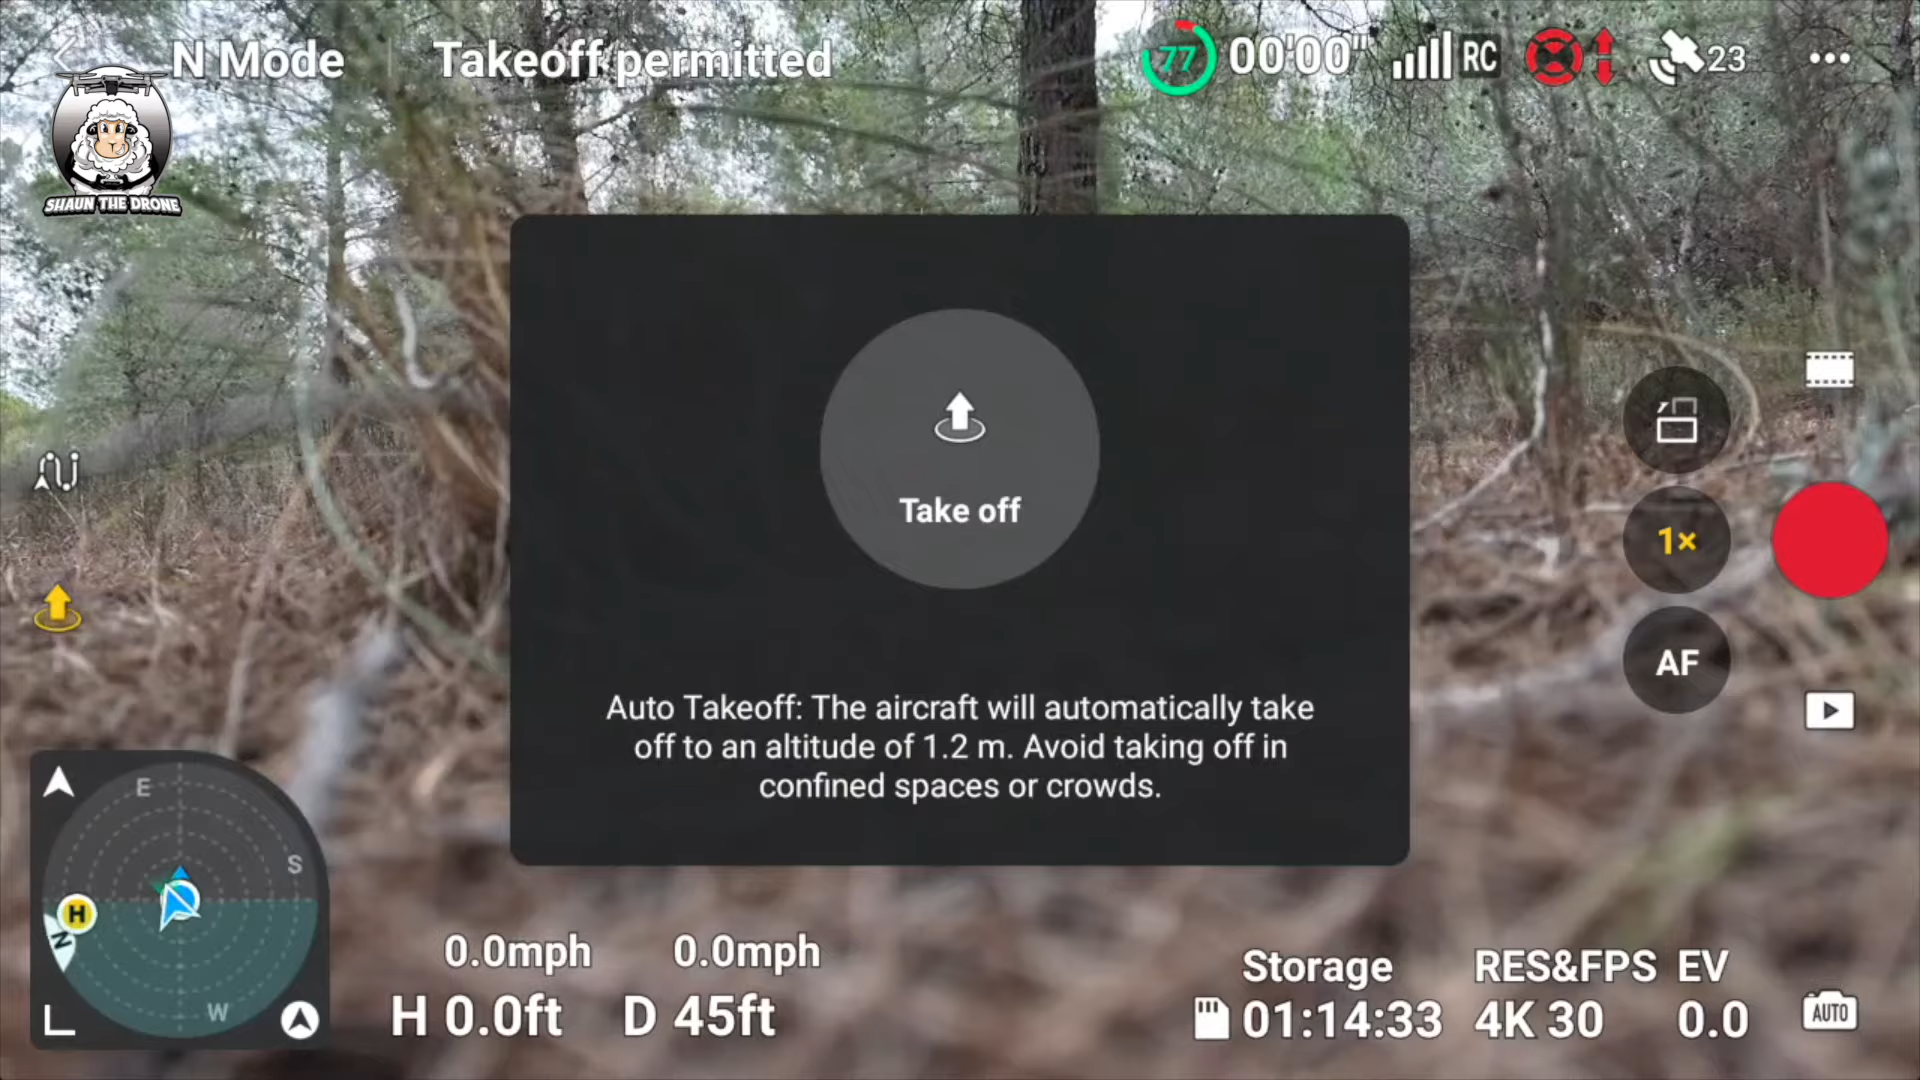 N Mode
Takeoff permitted
77
00'00"
RC
23
SHAUN THE DRONE
Take off
1×
AF
Auto Takeoff: The aircraft will automatically take
off to an altitude of 1.2 m. Avoid taking off in
confined spaces or crowds.
E
S
H
N
W
0.0mph
0.0mph
H 0.0ft
D 45ft
Storage
01:14:33
RES&FPS
4K 30
EV
0.0
AUTO